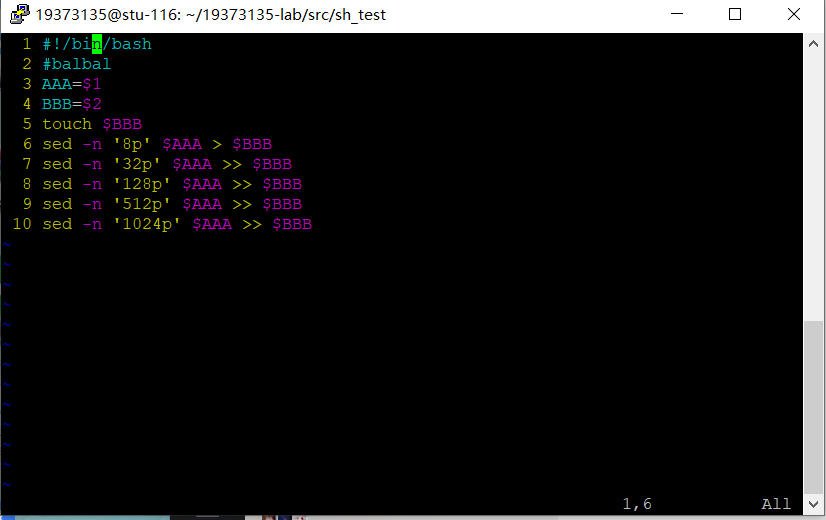 19373135@stu-116: ~/19373135-lab/src/sh_test
1 #!/bin/bash
2 #balbal
3 AAA=$1
4 BBB=$2
5 touch $BBB
6 sed -n '8p' $AAA > $BBB
7 sed -n '32p' $AAA >> $BBB
8 sed -n '128p' $AAA >> $BBB
9 sed -n '512p' $AAA >> $BBB
10 sed -n '1024p' $AAA >> $BBB
~
~
~
~
~
~
~
~
~
~
~
~
~
1,6 All